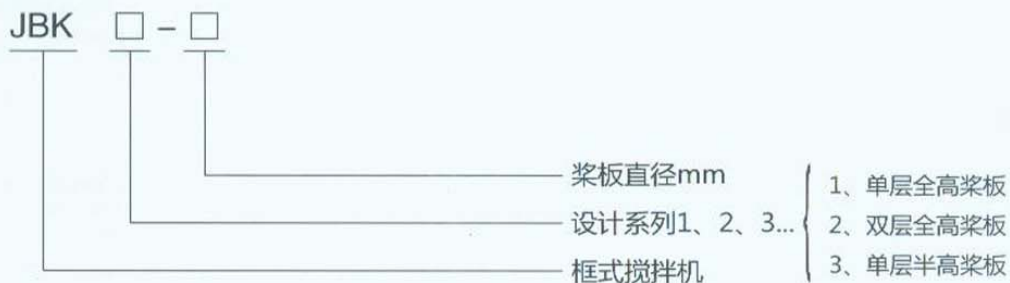 JBK □-□
桨板直径mm
设计系列1、2、3...
框式搅拌机
1、单层全高桨板
2、双层全高桨板
3、单层半高桨板